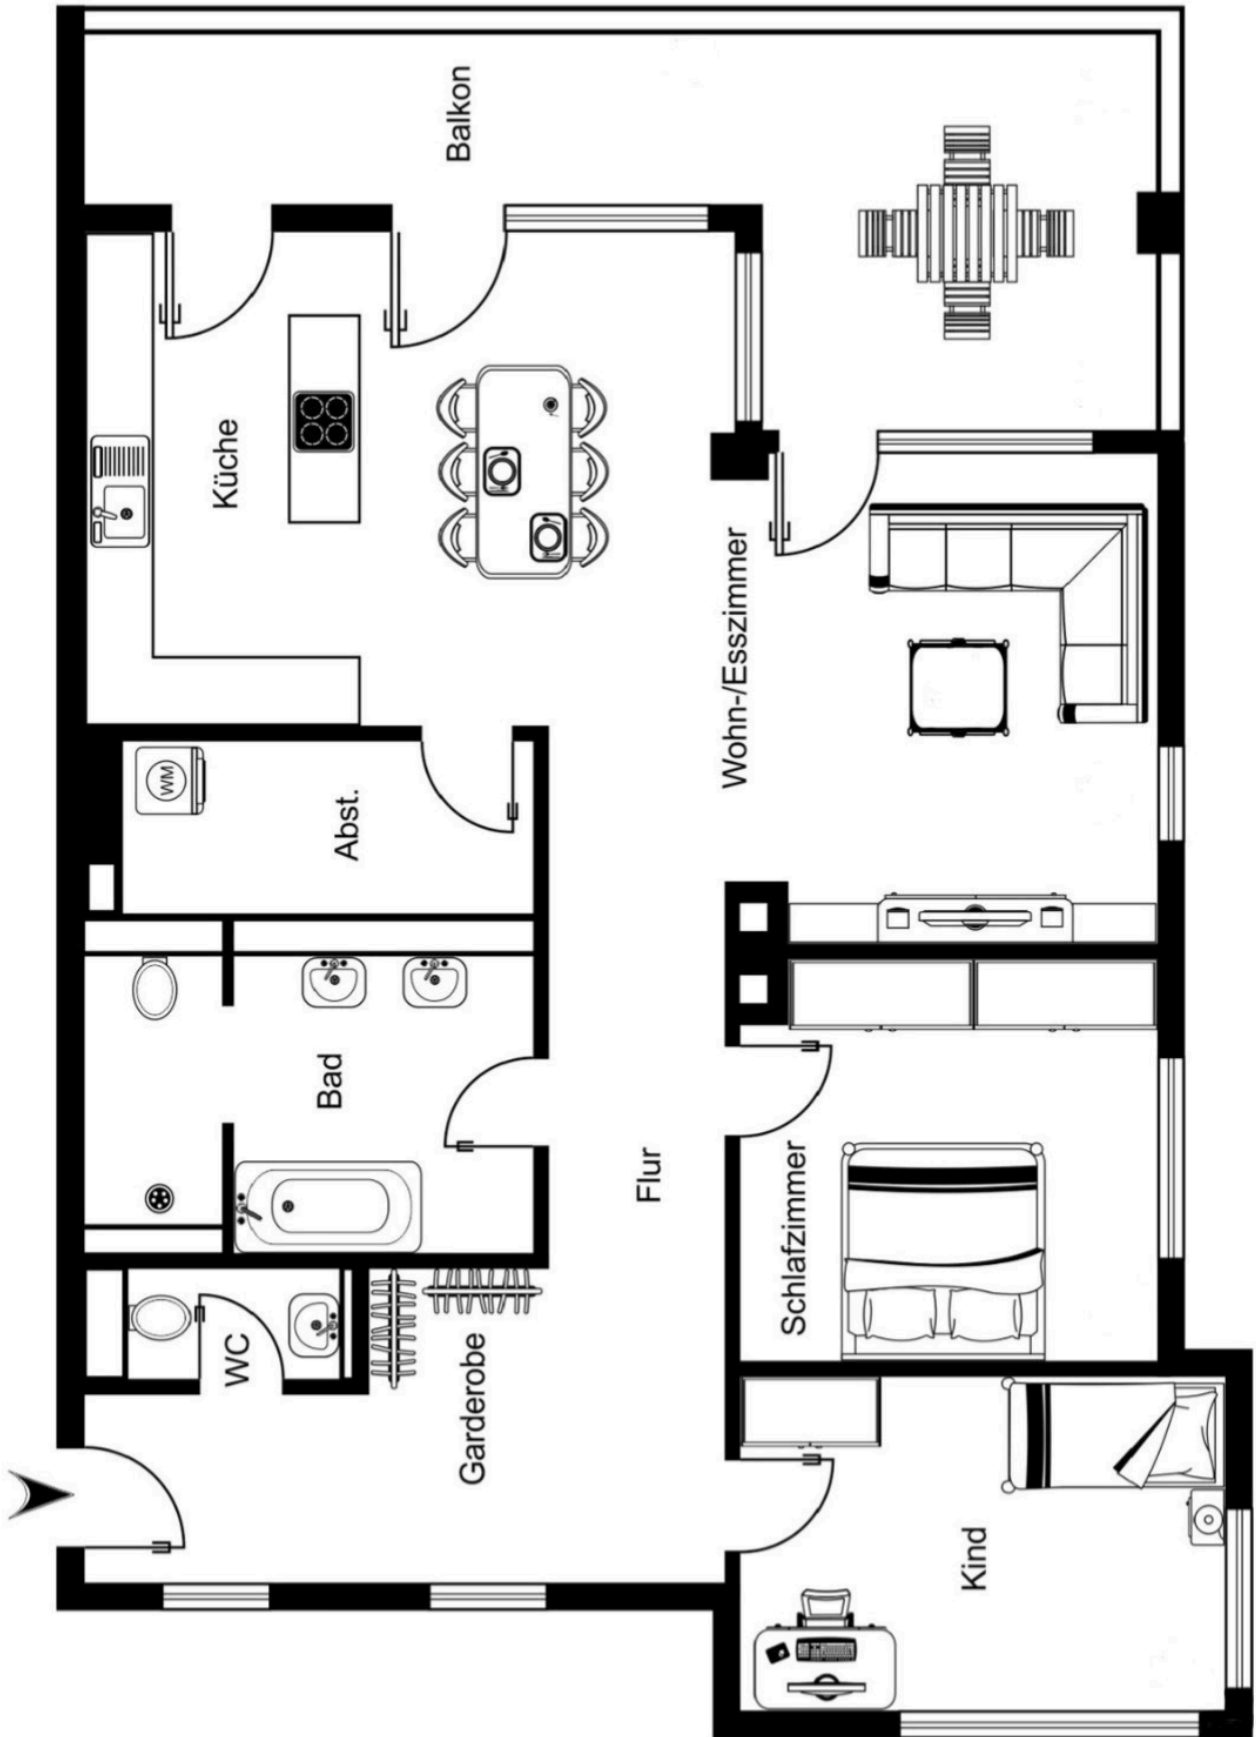 Balkon
Küche
Wohn-/Esszimmer
WM
Abst.
Bad
Flur
Schlafzimmer
WC
Garderobe
Kind